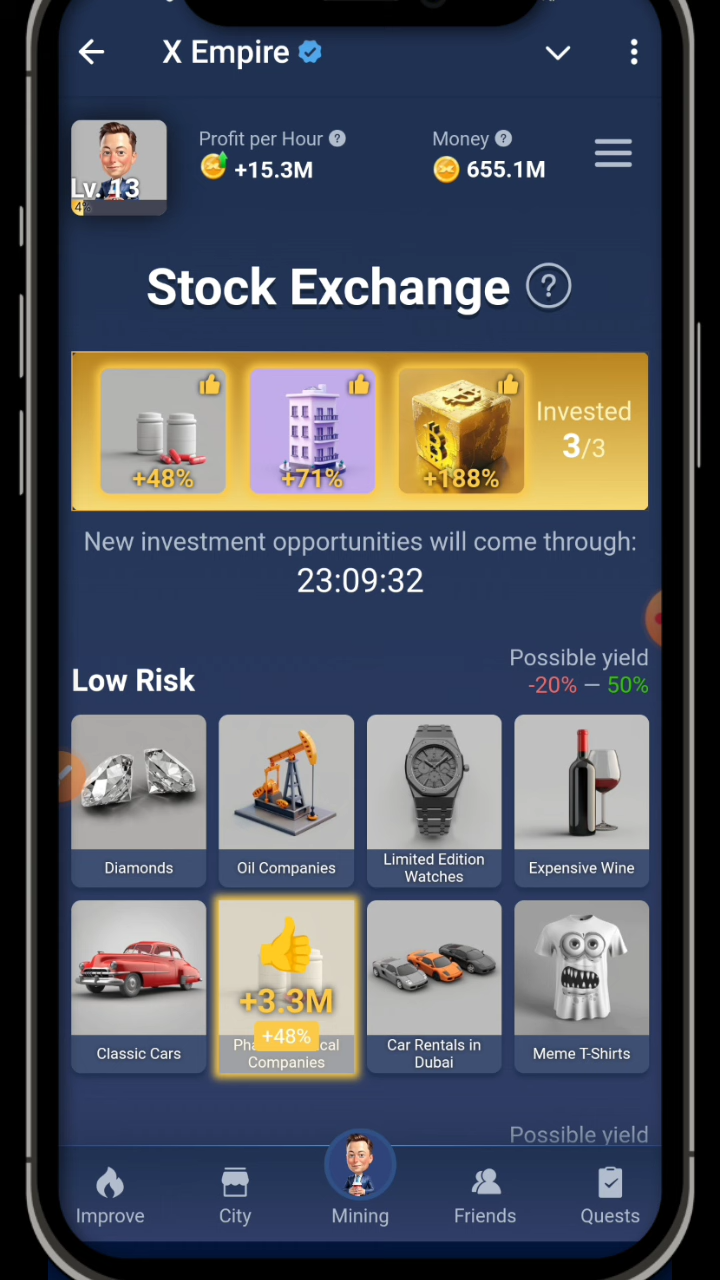 X Empire
Profit per Hour ?
+15.3M
Money ?
655.1M
Lv. 13
4%
Stock Exchange ?
+48%
+71%
+188%
Invested
3/3
New investment opportunities will come through:
23:09:32
Low Risk
Possible yield
-20% — 50%
Diamonds
Oil Companies
Limited Edition
Watches
Expensive Wine
Classic Cars
+3.3M
+48%
Companies
Car Rentals in
Dubai
Meme T-Shirts
Possible yield
Improve
City
Mining
Friends
Quests